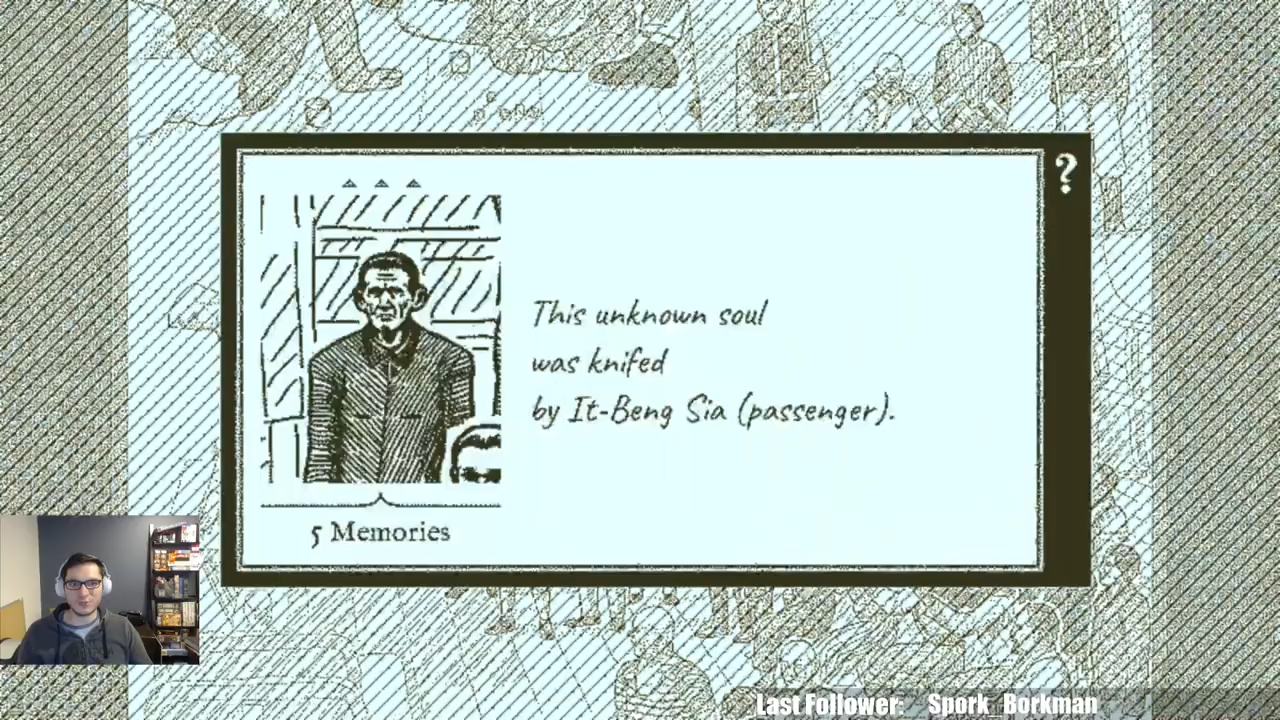 ?
This unknown soul
was knifed
by It-Beng Sia (passenger).
5 Memories
Last Follower: Spork_Borkman